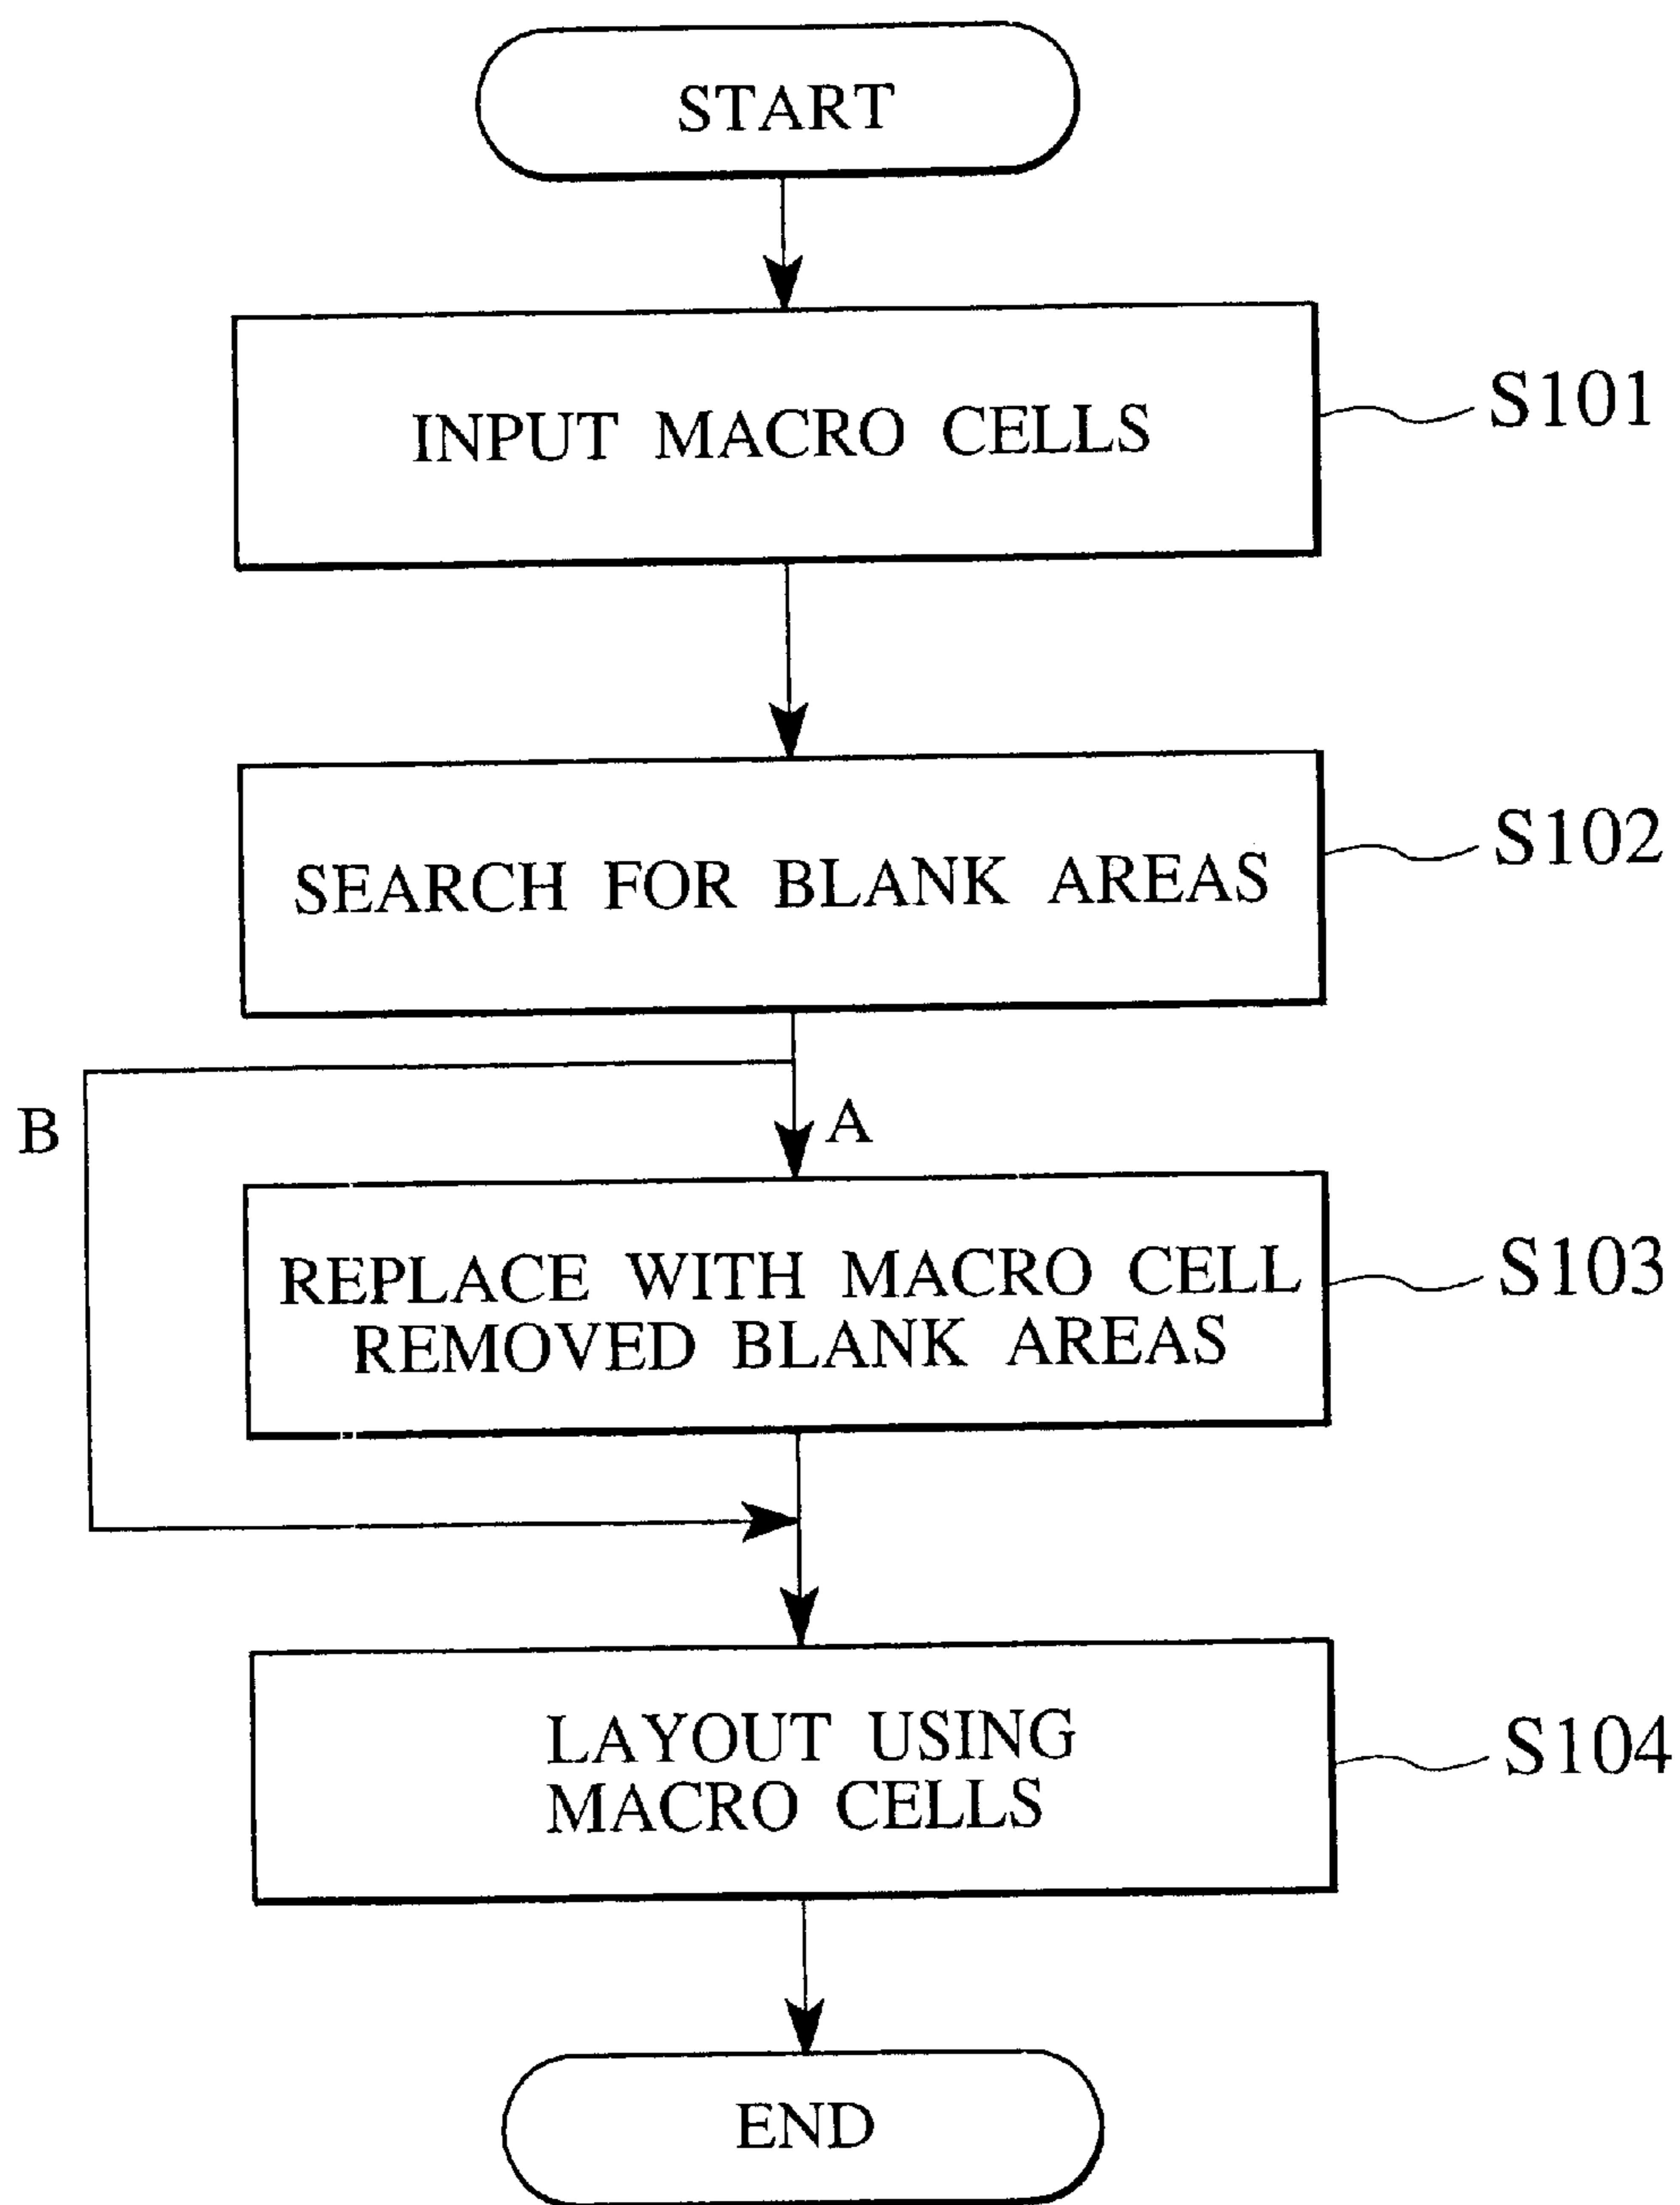 START
INPUT MACRO CELLS
S101
SEARCH FOR BLANK AREAS
S102
B
A
REPLACE WITH MACRO CELL
REMOVED BLANK AREAS
S103
LAYOUT USING
MACRO CELLS
S104
END